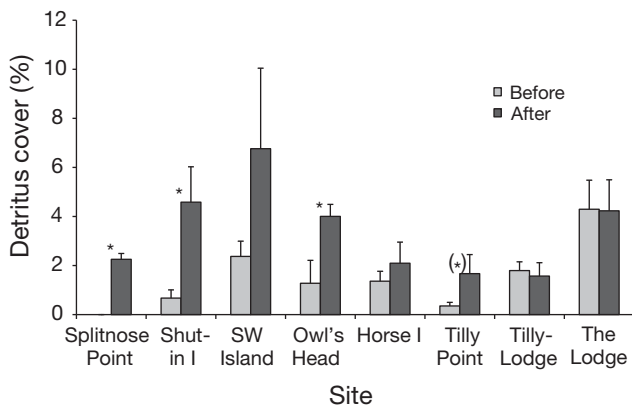 12
10
8
6
4
2
0
Detritus cover (%)
Before
After
*
*
*
(*)
Splitnose Point
Shut-in I
SW Island
Owl's Head
Horse I
Tilly Point
Tilly-Lodge
The Lodge
Site